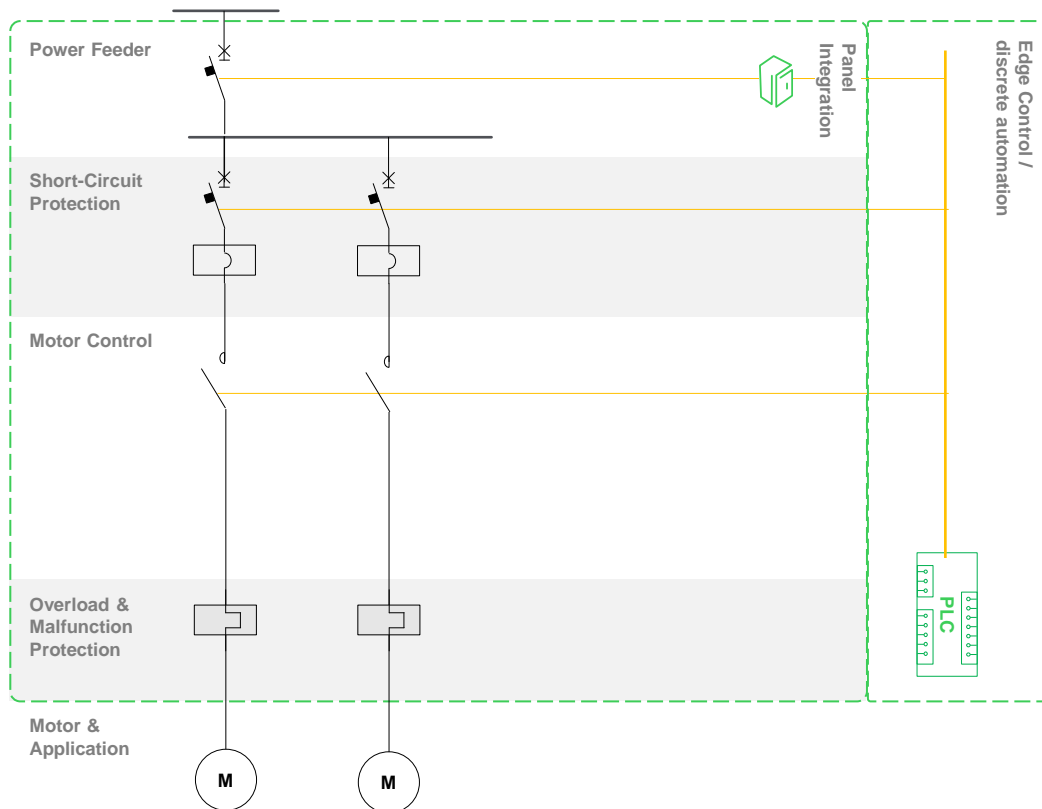 Power Feeder
Panel
Integration
Edge Control /
discrete automation
Short-Circuit
Protection
Motor Control
Overload &
Malfunction
Protection
PLC
Motor &
Application
M
M